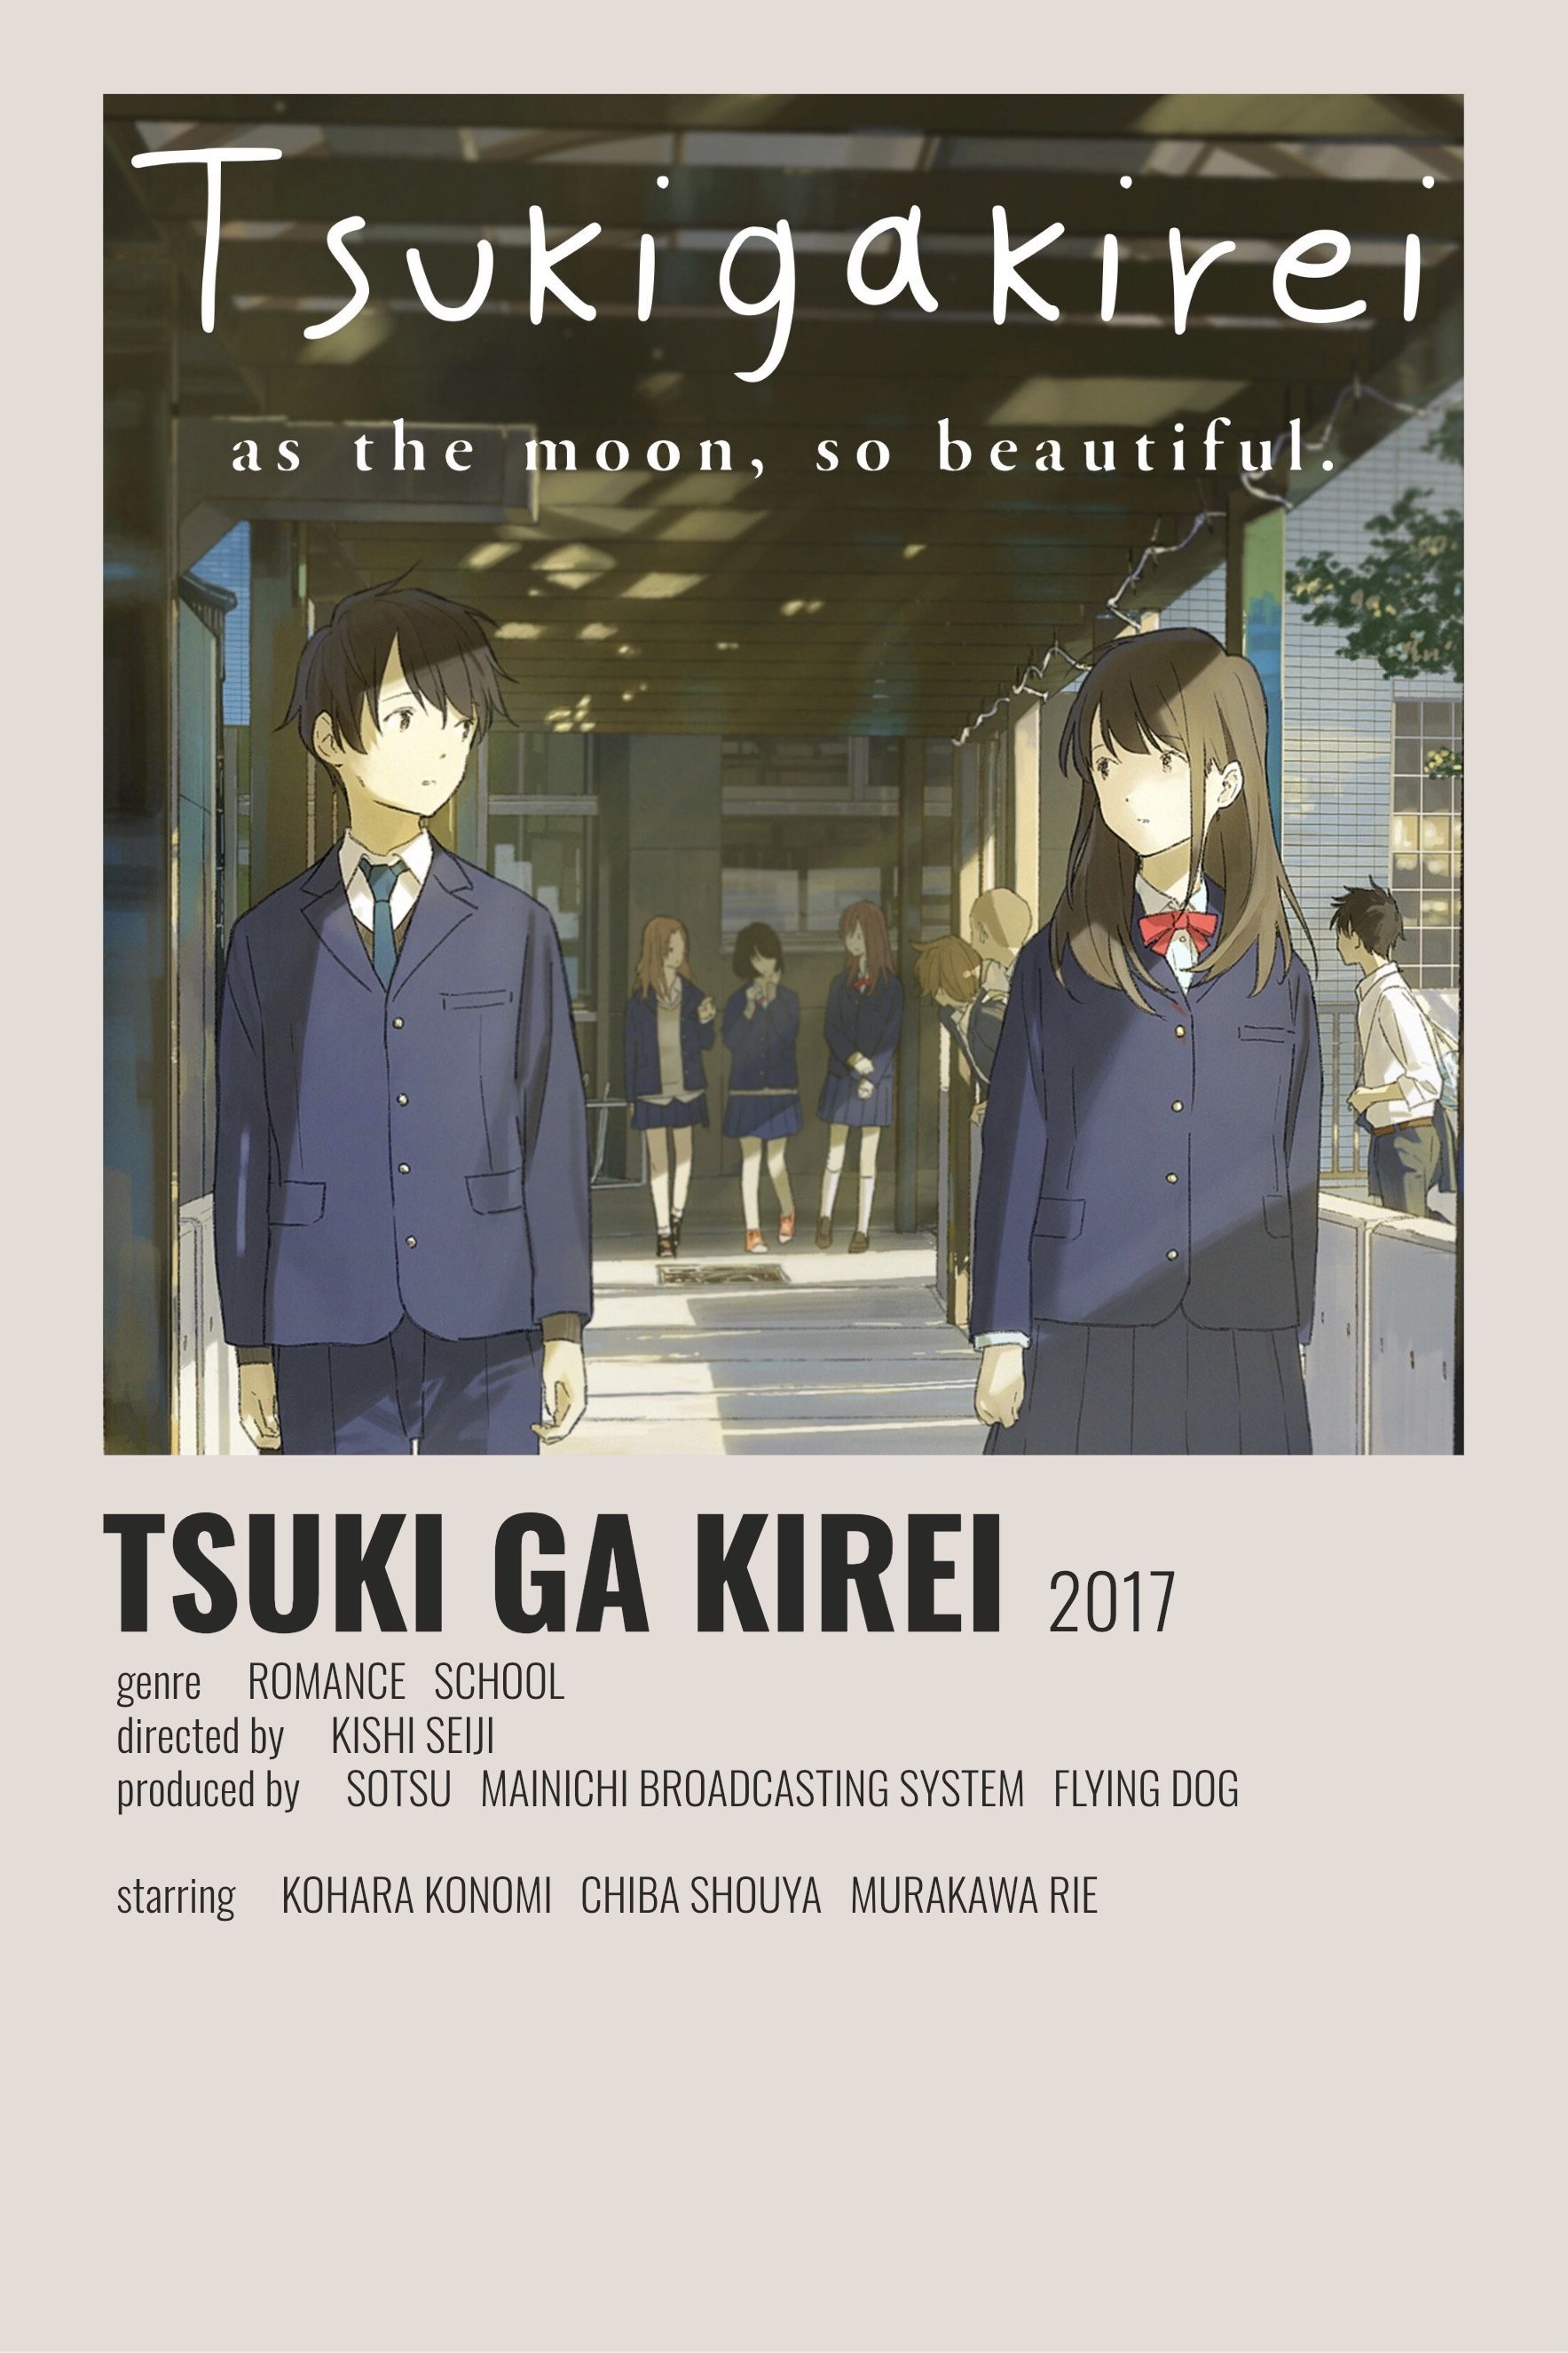 Tsukigakirei
as the moon, so beautiful.
TSUKI GA KIREI 2017
genre ROMANCE SCHOOL
directed by KISHI SEIJI
produced by SOTSU MAINICHI BROADCASTING SYSTEM FLYING DOG
starring KOHARA KONOMI CHIBA SHOUYA MURAKAWA RIE